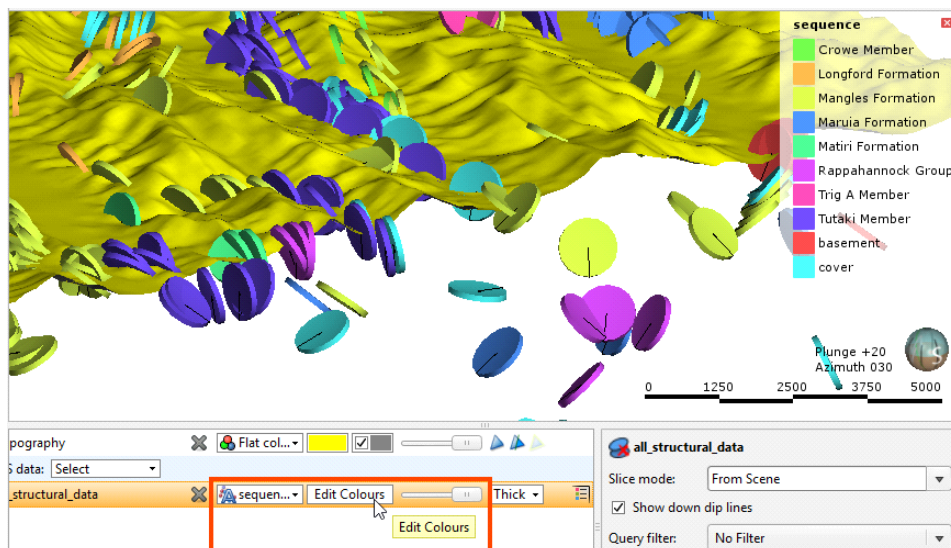 sequence
Crowe Member
Longford Formation
Mangles Formation
Maruia Formation
Matiri Formation
Rappahannock Group
Trig A Member
Tutaki Member
basement
cover
Plunge +20
Azimuth 030
0 1250 2500 3750 5000
pography Flat col...
S data: Select
_structural_data sequen... Edit Colours Thick
Edit Colours
all_structural_data
Slice mode: From Scene
Show down dip lines
Query filter: No Filter